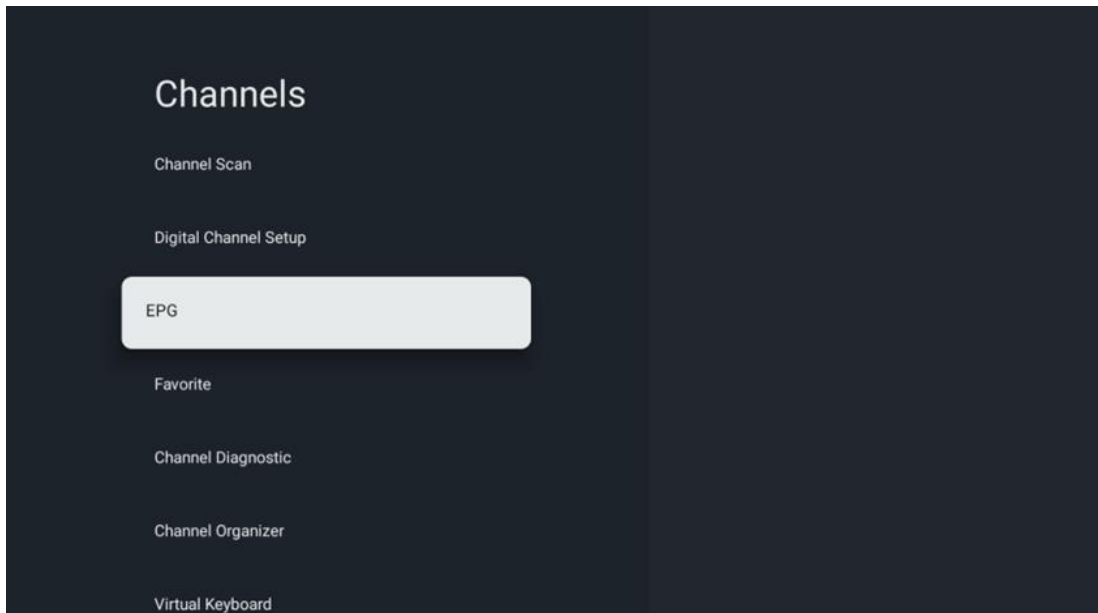 Channels
Channel Scan
Digital Channel Setup
EPG
Favorite
Channel Diagnostic
Channel Organizer
Virtual Keyboard